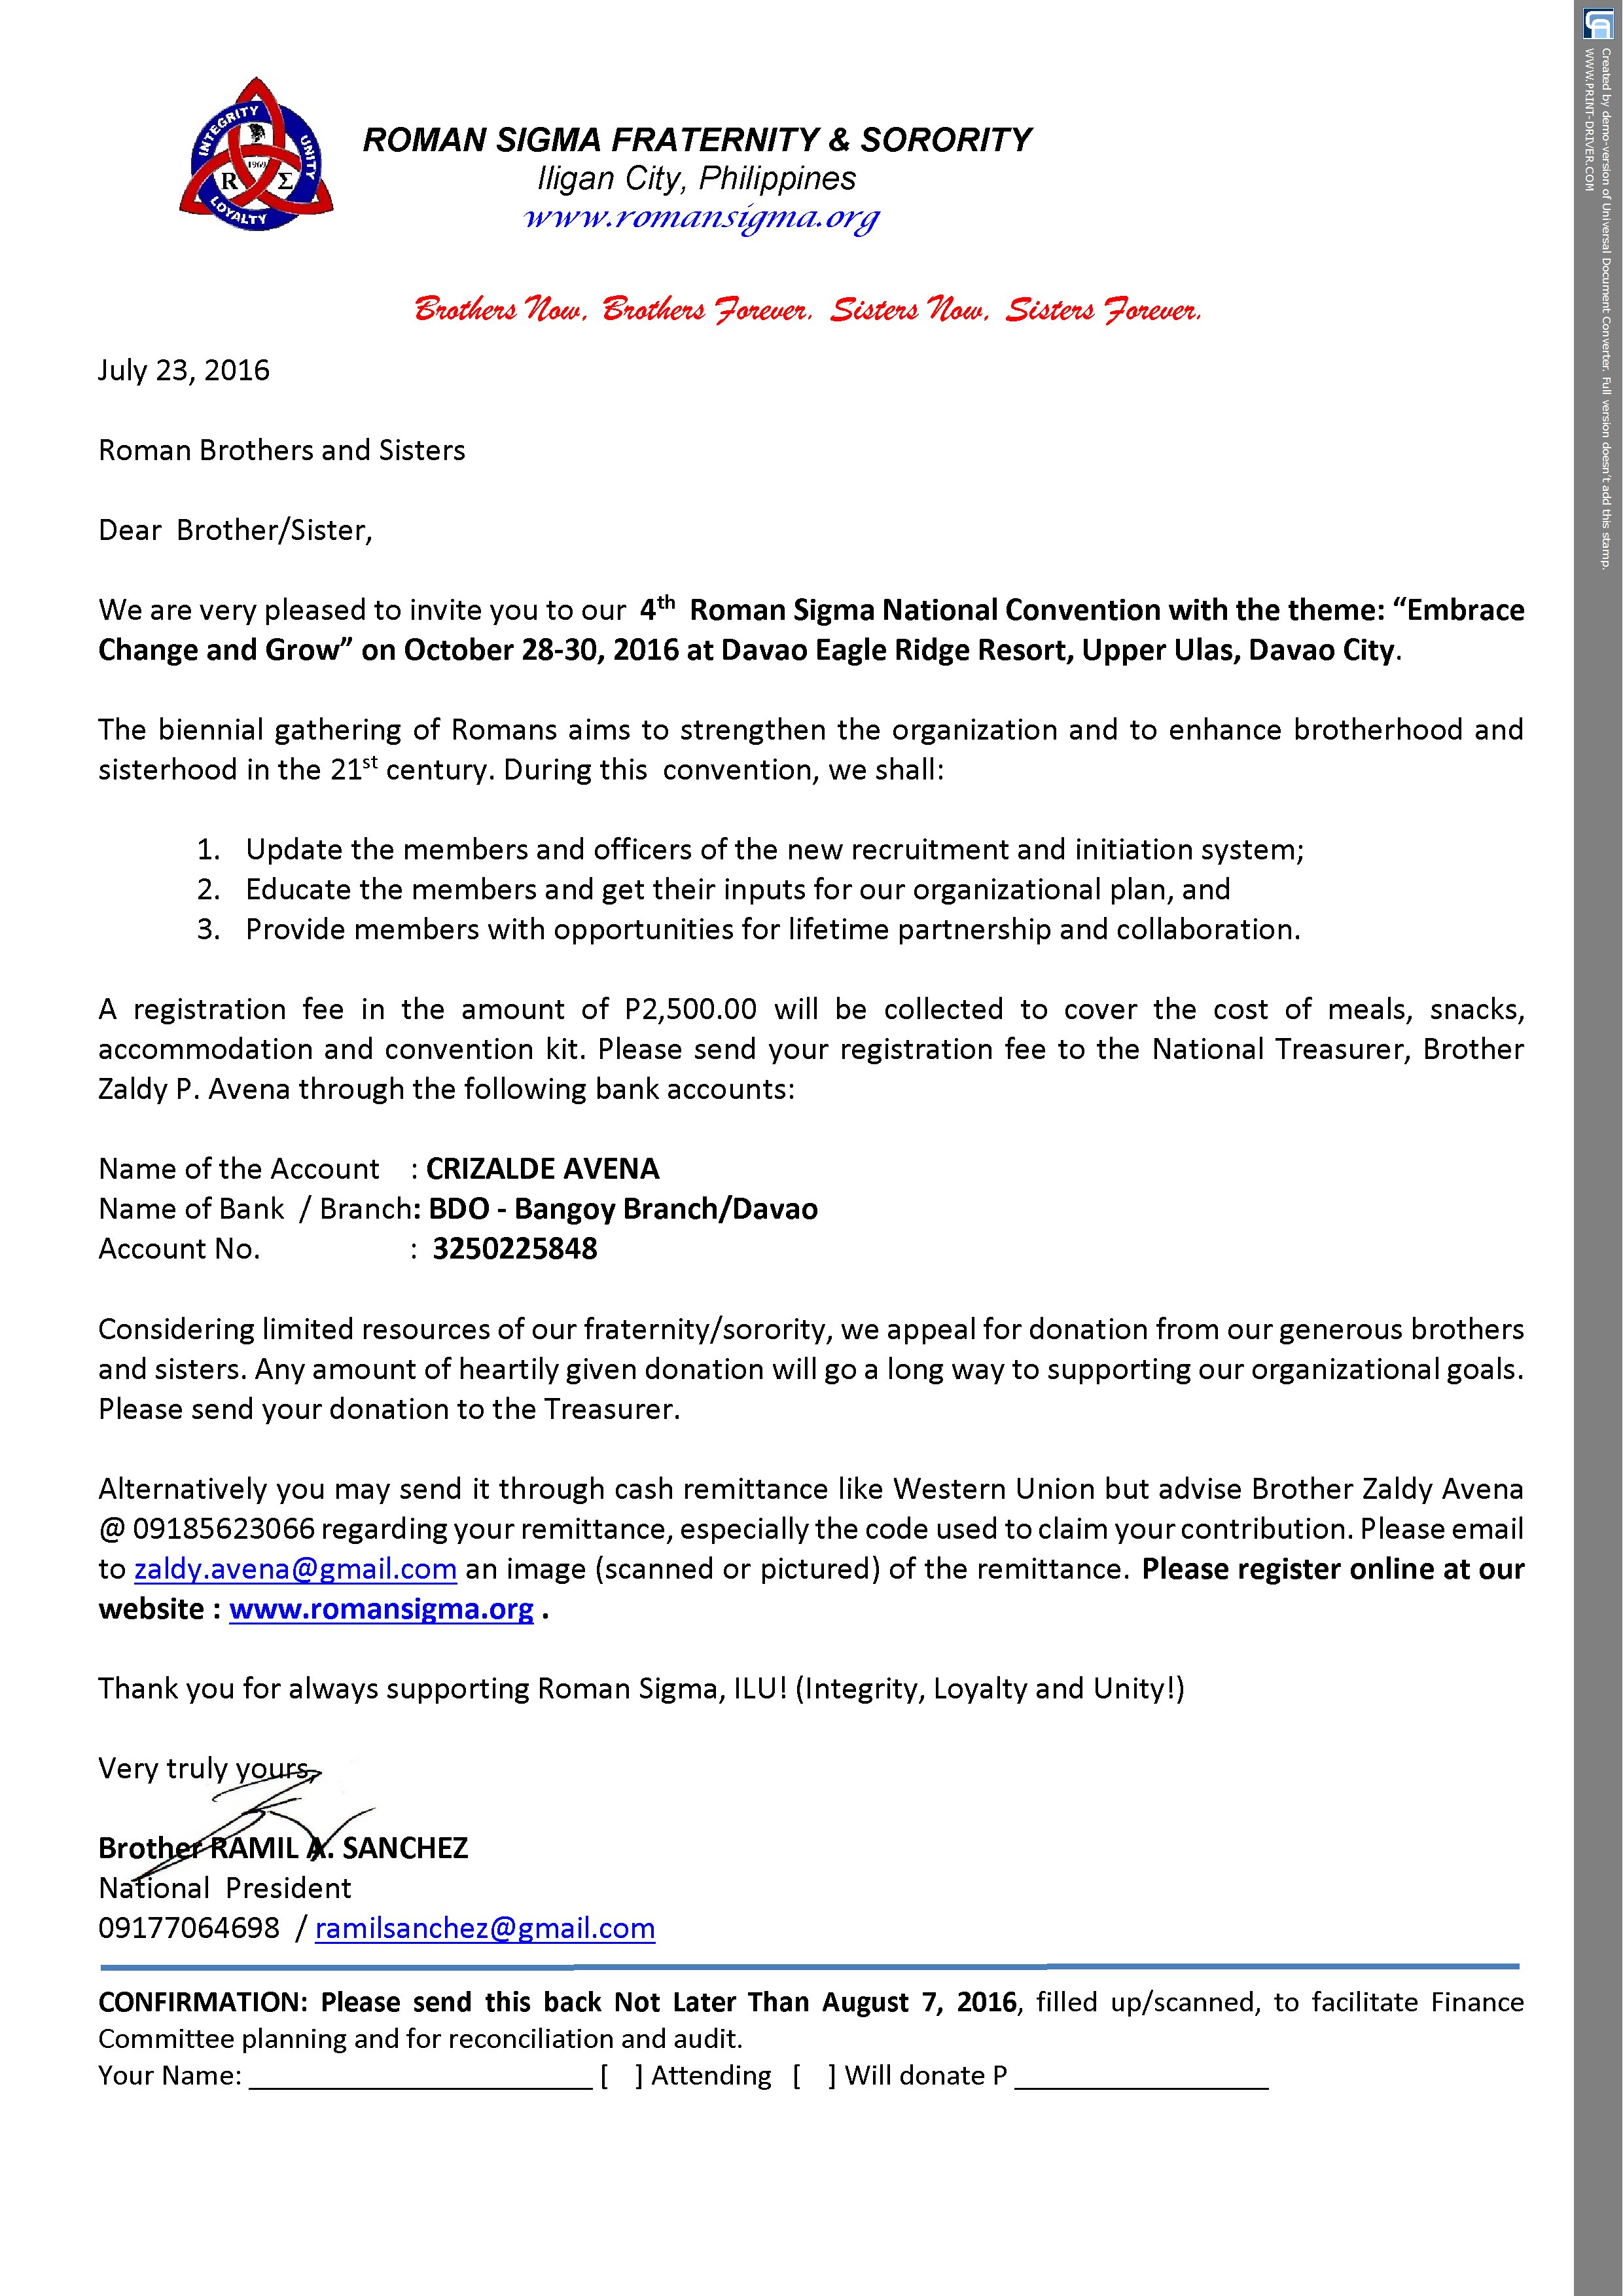 INTEGRITY
UNITY
1969
R Σ
LOYALTY
ROMAN SIGMA FRATERNITY & SORORITY
Iligan City, Philippines
www.romansigma.org
Brothers Now, Brothers Forever. Sisters Now, Sisters Forever.
July 23, 2016
Roman Brothers and Sisters
Dear Brother/Sister,
We are very pleased to invite you to our 4th Roman Sigma National Convention with the theme: “Embrace
Change and Grow” on October 28-30, 2016 at Davao Eagle Ridge Resort, Upper Ulas, Davao City.
The biennial gathering of Romans aims to strengthen the organization and to enhance brotherhood and
sisterhood in the 21st century. During this convention, we shall:
1. Update the members and officers of the new recruitment and initiation system;
2. Educate the members and get their inputs for our organizational plan, and
3. Provide members with opportunities for lifetime partnership and collaboration.
A registration fee in the amount of P2,500.00 will be collected to cover the cost of meals, snacks,
accommodation and convention kit. Please send your registration fee to the National Treasurer, Brother
Zaldy P. Avena through the following bank accounts:
Name of the Account : CRIZALDE AVENA
Name of Bank / Branch: BDO - Bangoy Branch/Davao
Account No. : 3250225848
Considering limited resources of our fraternity/sorority, we appeal for donation from our generous brothers
and sisters. Any amount of heartily given donation will go a long way to supporting our organizational goals.
Please send your donation to the Treasurer.
Alternatively you may send it through cash remittance like Western Union but advise Brother Zaldy Avena
@ 09185623066 regarding your remittance, especially the code used to claim your contribution. Please email
to zaldy.avena@gmail.com an image (scanned or pictured) of the remittance. Please register online at our
website : www.romansigma.org .
Thank you for always supporting Roman Sigma, ILU! (Integrity, Loyalty and Unity!)
Very truly yours,
Brother RAMIL A. SANCHEZ
National President
09177064698 / ramilsanchez@gmail.com
CONFIRMATION: Please send this back Not Later Than August 7, 2016, filled up/scanned, to facilitate Finance
Committee planning and for reconciliation and audit.
Your Name: ________________________ [ ] Attending [ ] Will donate P __________________
Created by demo-version of Universal Document Converter. Full version doesn't add this stamp.
WWW.PRINT-DRIVER.COM